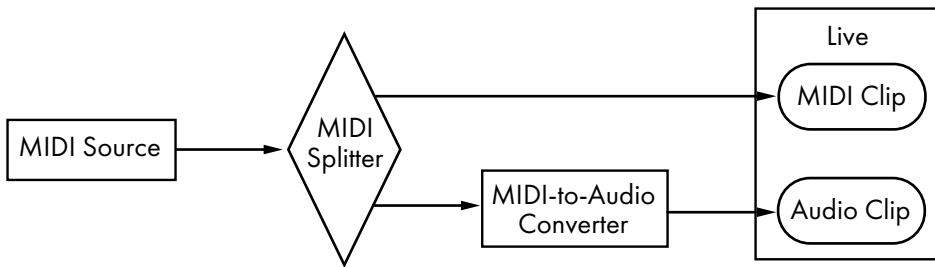 MIDI Source
MIDI
Splitter
MIDI-to-Audio
Converter
Live
MIDI Clip
Audio Clip